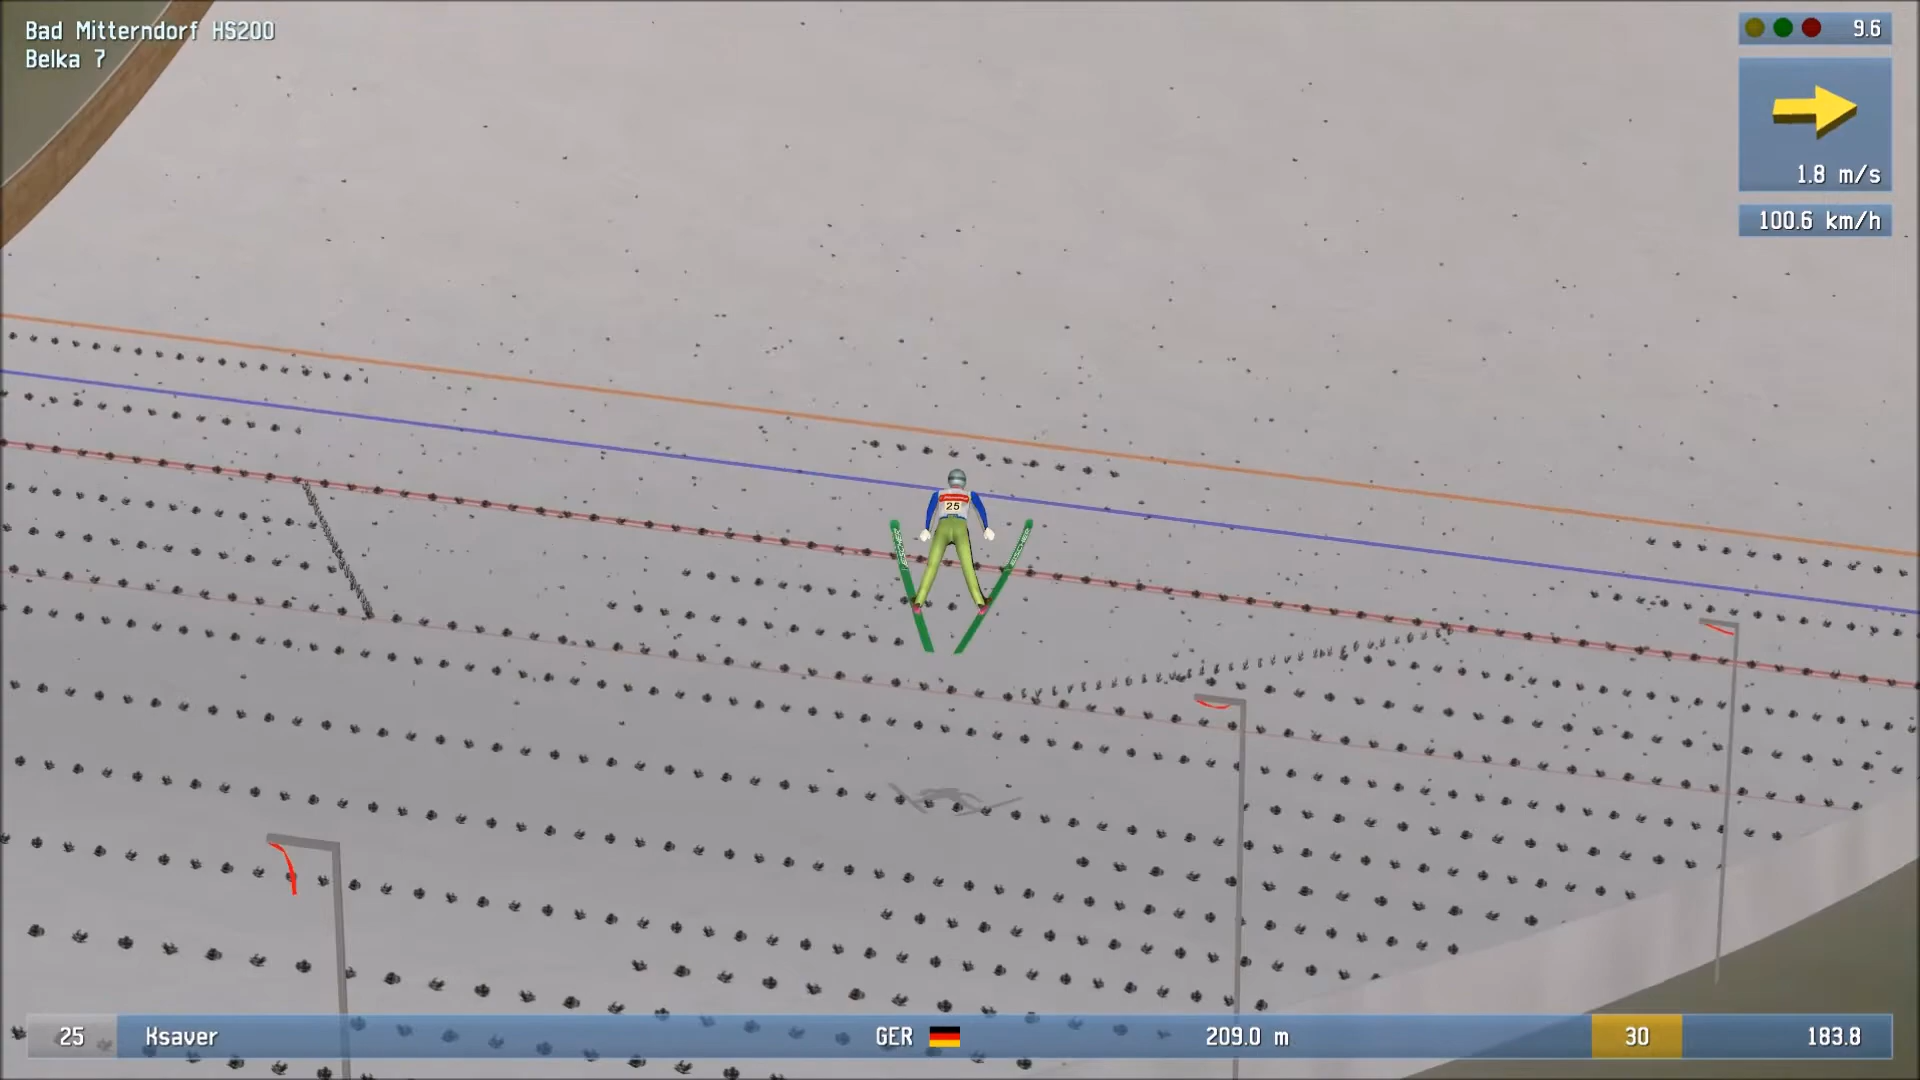 Bad Mitterndorf HS200
Belka 7
9.6
1.8 m/s
100.6 km/h
25
25 Ksaver GER 209.0 m 30 183.8